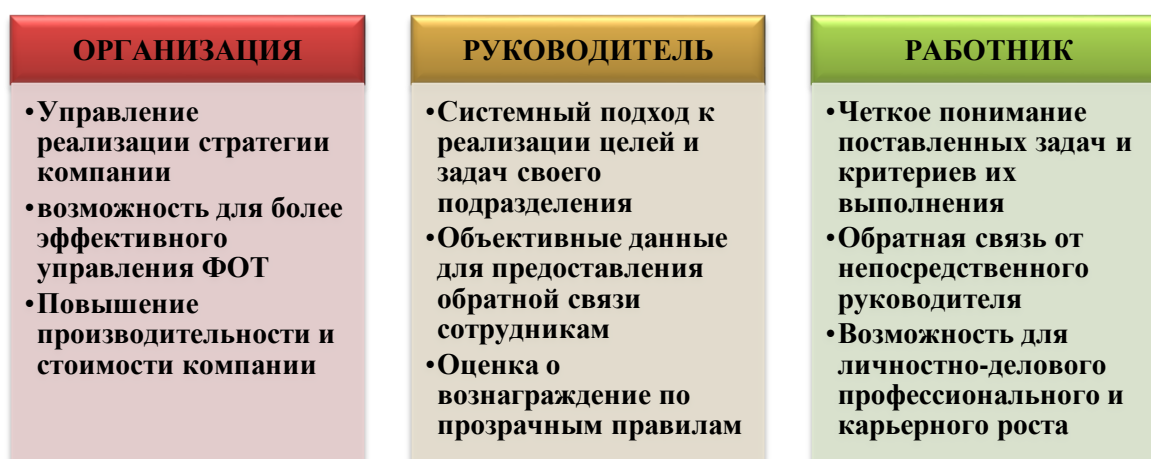 ОРГАНИЗАЦИЯ
•Управление
реализации стратегии
компании
•возможность для более
эффективного
управления ФОТ
•Повышение
производительности и
стоимости компании
РУКОВОДИТЕЛЬ
•Системный подход к
реализации целей и
задач своего
подразделения
•Объективные данные
для предоставления
обратной связи
сотрудникам
•Оценка о
вознаграждение по
прозрачным правилам
РАБОТНИК
•Четкое понимание
поставленных задач и
критериев их
выполнения
•Обратная связь от
непосредственного
руководителя
•Возможность для
личностно-делового
профессионального и
карьерного роста